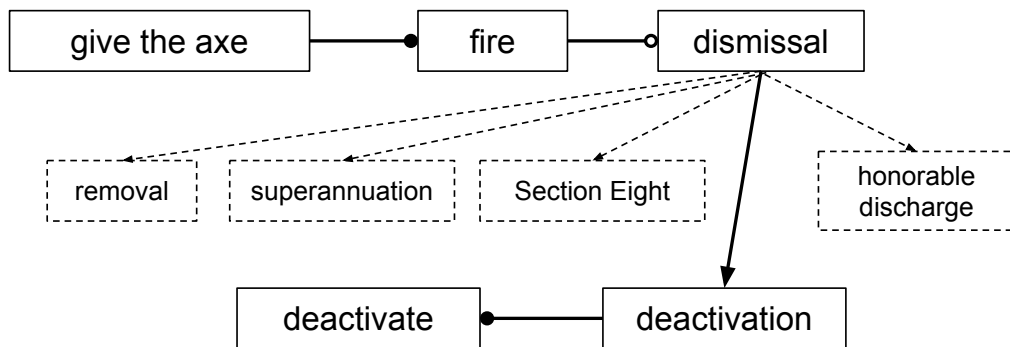 give the axe
fire
dismissal
removal
superannuation
Section Eight
honorable
discharge
deactivate
deactivation